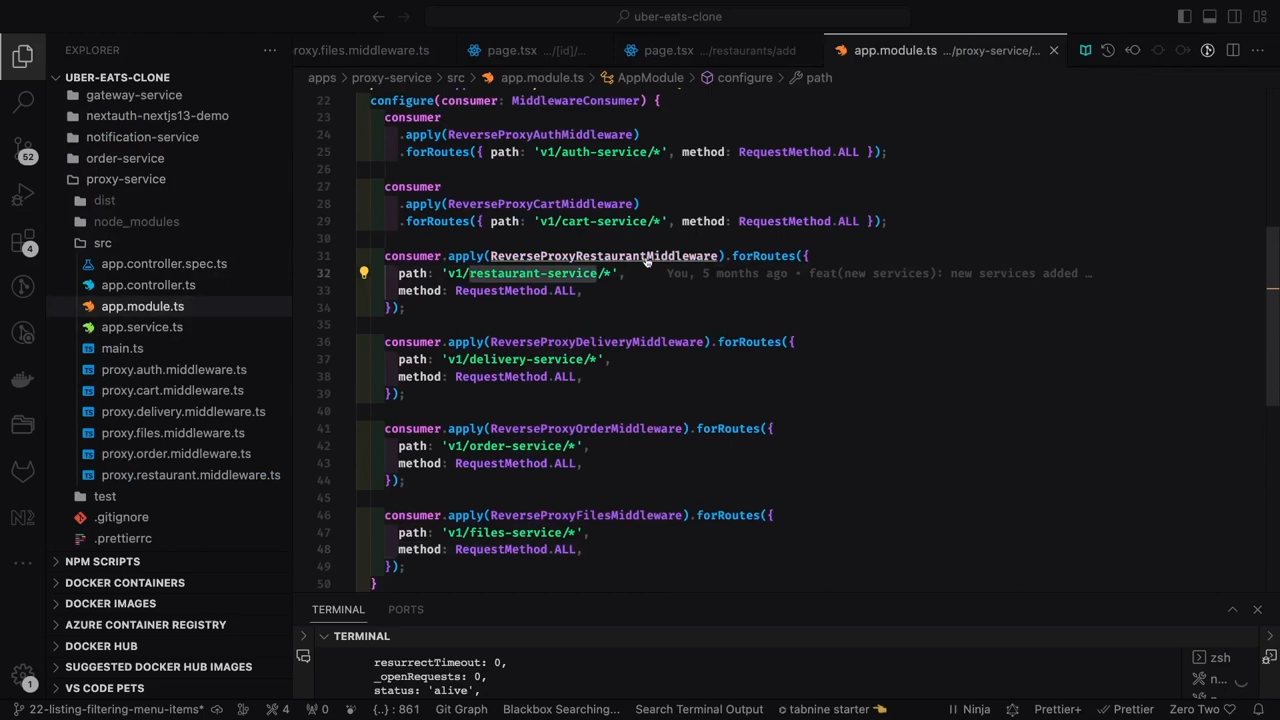 uber-eats-clone
EXPLORER
roxy.files.middleware.ts
page.tsx .../[id]/...
page.tsx .../restaurants/add
app.module.ts .../proxy-service/...
UBER-EATS-CLONE
apps > proxy-service > src > app.module.ts > AppModule > configure > path
gateway-service
nextauth-nextjs13-demo
notification-service
order-service
proxy-service
dist
node_modules
src
app.controller.spec.ts
app.controller.ts
app.module.ts
app.service.ts
main.ts
proxy.auth.middleware.ts
proxy.cart.middleware.ts
proxy.delivery.middleware.ts
proxy.files.middleware.ts
proxy.order.middleware.ts
proxy.restaurant.middleware.ts
test
.gitignore
.prettierrc
NPM SCRIPTS
DOCKER CONTAINERS
DOCKER IMAGES
AZURE CONTAINER REGISTRY
DOCKER HUB
SUGGESTED DOCKER HUB IMAGES
VS CODE PETS
52
4
1
22 configure(consumer: MiddlewareConsumer) {
23 consumer
24 .apply(ReverseProxyAuthMiddleware)
25 .forRoutes({ path: 'v1/auth-service/*', method: RequestMethod.ALL });
26
27 consumer
28 .apply(ReverseProxyCartMiddleware)
29 .forRoutes({ path: 'v1/cart-service/*', method: RequestMethod.ALL });
30
31 consumer.apply(ReverseProxyRestaurantMiddleware).forRoutes({
32 path: 'v1/restaurant-service/*', You, 5 months ago • feat(new services): new services added ...
33 method: RequestMethod.ALL,
34 });
35
36 consumer.apply(ReverseProxyDeliveryMiddleware).forRoutes({
37 path: 'v1/delivery-service/*',
38 method: RequestMethod.ALL,
39 });
40
41 consumer.apply(ReverseProxyOrderMiddleware).forRoutes({
42 path: 'v1/order-service/*',
43 method: RequestMethod.ALL,
44 });
45
46 consumer.apply(ReverseProxyFilesMiddleware).forRoutes({
47 path: 'v1/files-service/*',
48 method: RequestMethod.ALL,
49 });
50 }
TERMINAL PORTS
TERMINAL
resurrectTimeout: 0,
_openRequests: 0,
status: 'alive',
zsh
n...
22-listing-filtering-menu-items* 4 0 {..} : 861 Git Graph Blackbox Searching... Search Terminal Output tabnine starter Ninja Prettier+ Prettier Zero Two